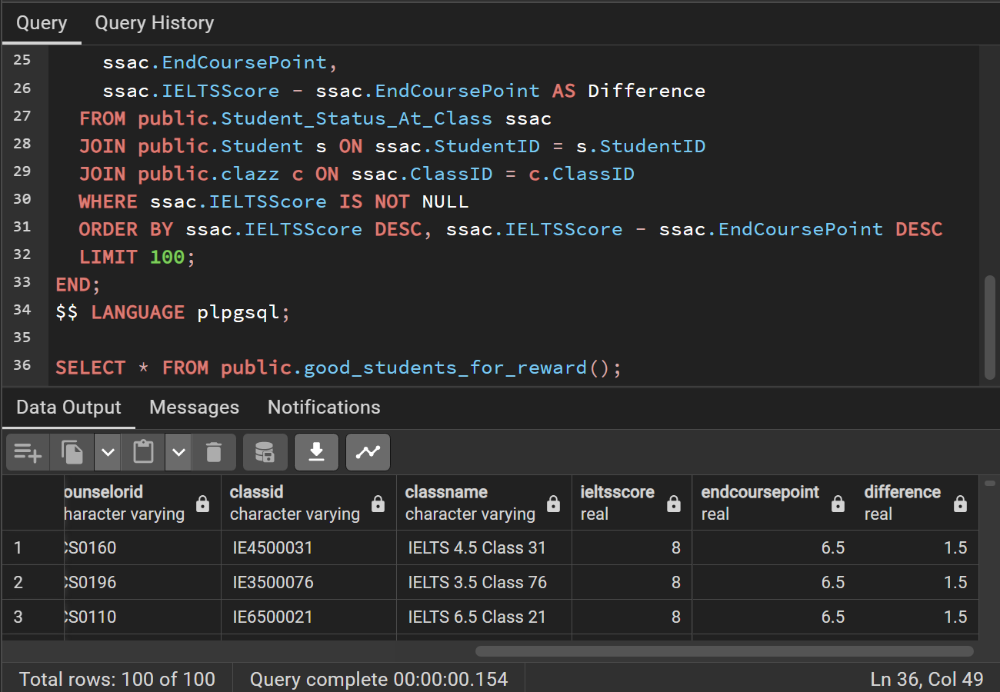 Query Query History
25 ssac.EndCoursePoint,
26 ssac.IELTSScore - ssac.EndCoursePoint AS Difference
27 FROM public.Student_Status_At_Class ssac
28 JOIN public.Student s ON ssac.StudentID = s.StudentID
29 JOIN public.clazz c ON ssac.ClassID = c.ClassID
30 WHERE ssac.IELTSScore IS NOT NULL
31 ORDER BY ssac.IELTSScore DESC, ssac.IELTSScore - ssac.EndCoursePoint DESC
32 LIMIT 100;
33 END;
34 $$ LANGUAGE plpgsql;
35
36 SELECT * FROM public.good_students_for_reward();
Data Output Messages Notifications
ounselorid classid classname ieltsscore endcoursepoint difference
haracter varying character varying character varying real real real
1 CS0160 IE4500031 IELTS 4.5 Class 31 8 6.5 1.5
2 CS0196 IE3500076 IELTS 3.5 Class 76 8 6.5 1.5
3 CS0110 IE6500021 IELTS 6.5 Class 21 8 6.5 1.5
Total rows: 100 of 100 Query complete 00:00:00.154 Ln 36, Col 49